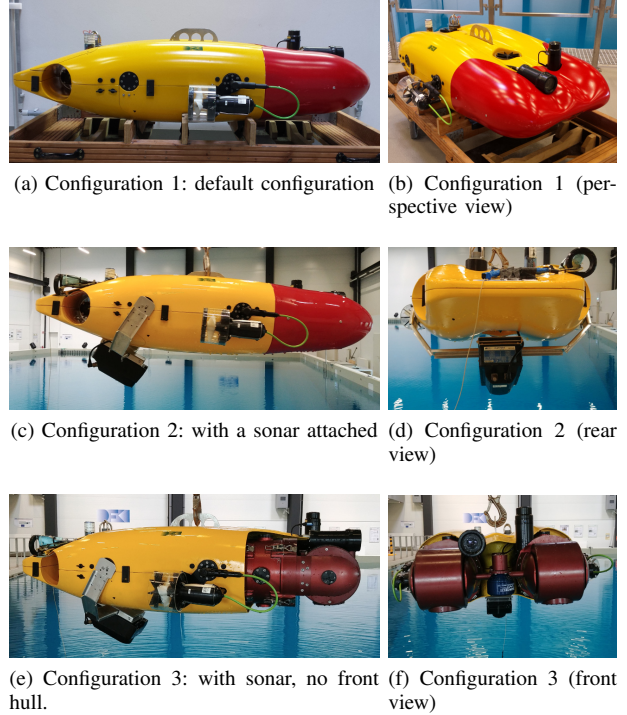 (a) Configuration 1: default configuration
(b) Configuration 1 (per-
spective view)
(c) Configuration 2: with a sonar attached
(d) Configuration 2 (rear
view)
(e) Configuration 3: with sonar, no front
hull.
(f) Configuration 3 (front
view)